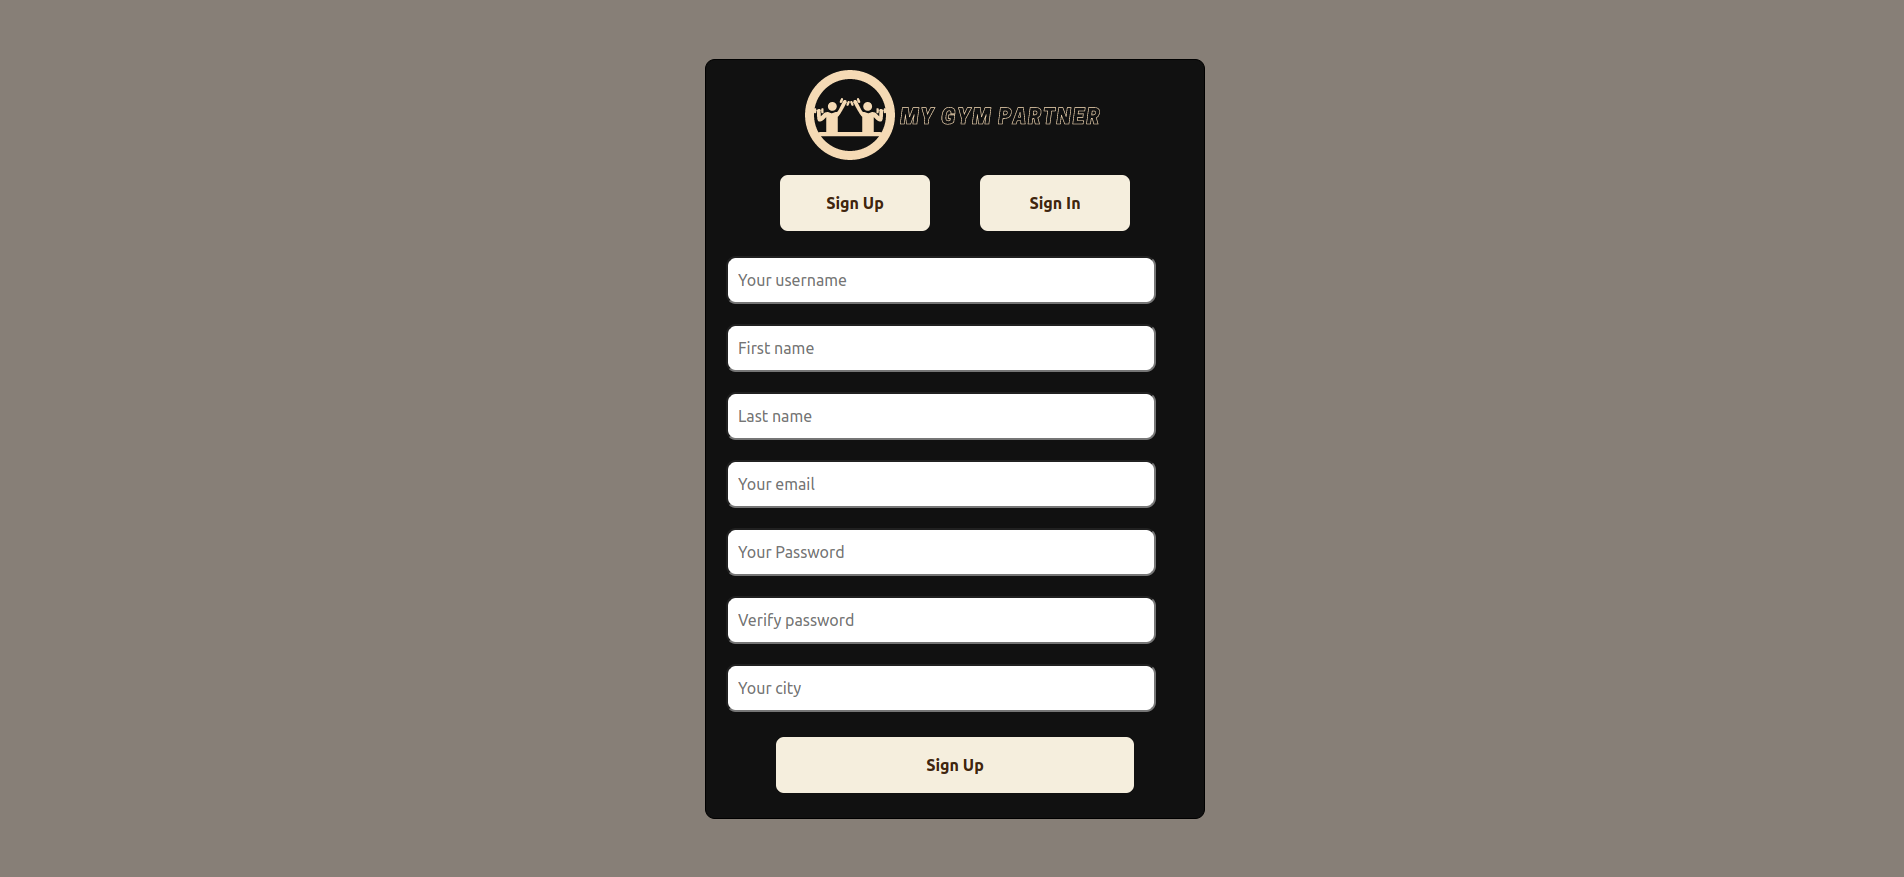 MY GYM PARTNER
Sign Up
Sign In
Your username
First name
Last name
Your email
Your Password
Verify password
Your city
Sign Up